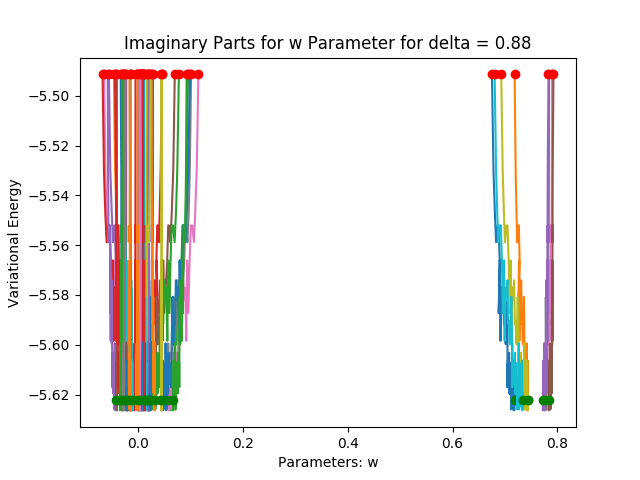 Imaginary Parts for w Parameter for delta = 0.88
Variational Energy
−5.50
−5.52
−5.54
−5.56
−5.58
−5.60
−5.62
0.0 0.2 0.4 0.6 0.8
Parameters: w